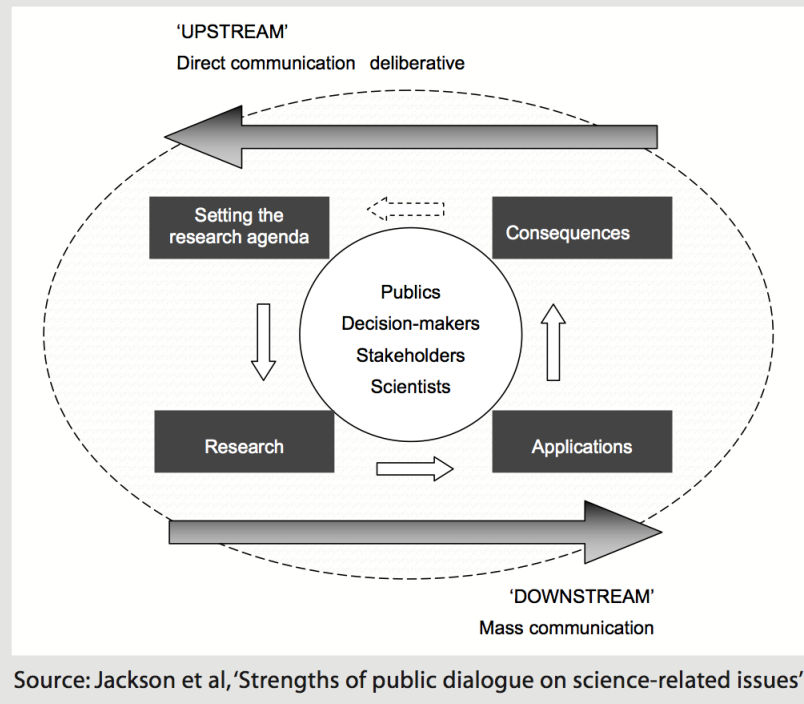 ‘UPSTREAM’
Direct communication deliberative
Setting the
research agenda
Consequences
Publics
Decision-makers
Stakeholders
Scientists
Research
Applications
‘DOWNSTREAM’
Mass communication
Source: Jackson et al, ‘Strengths of public dialogue on science-related issues’